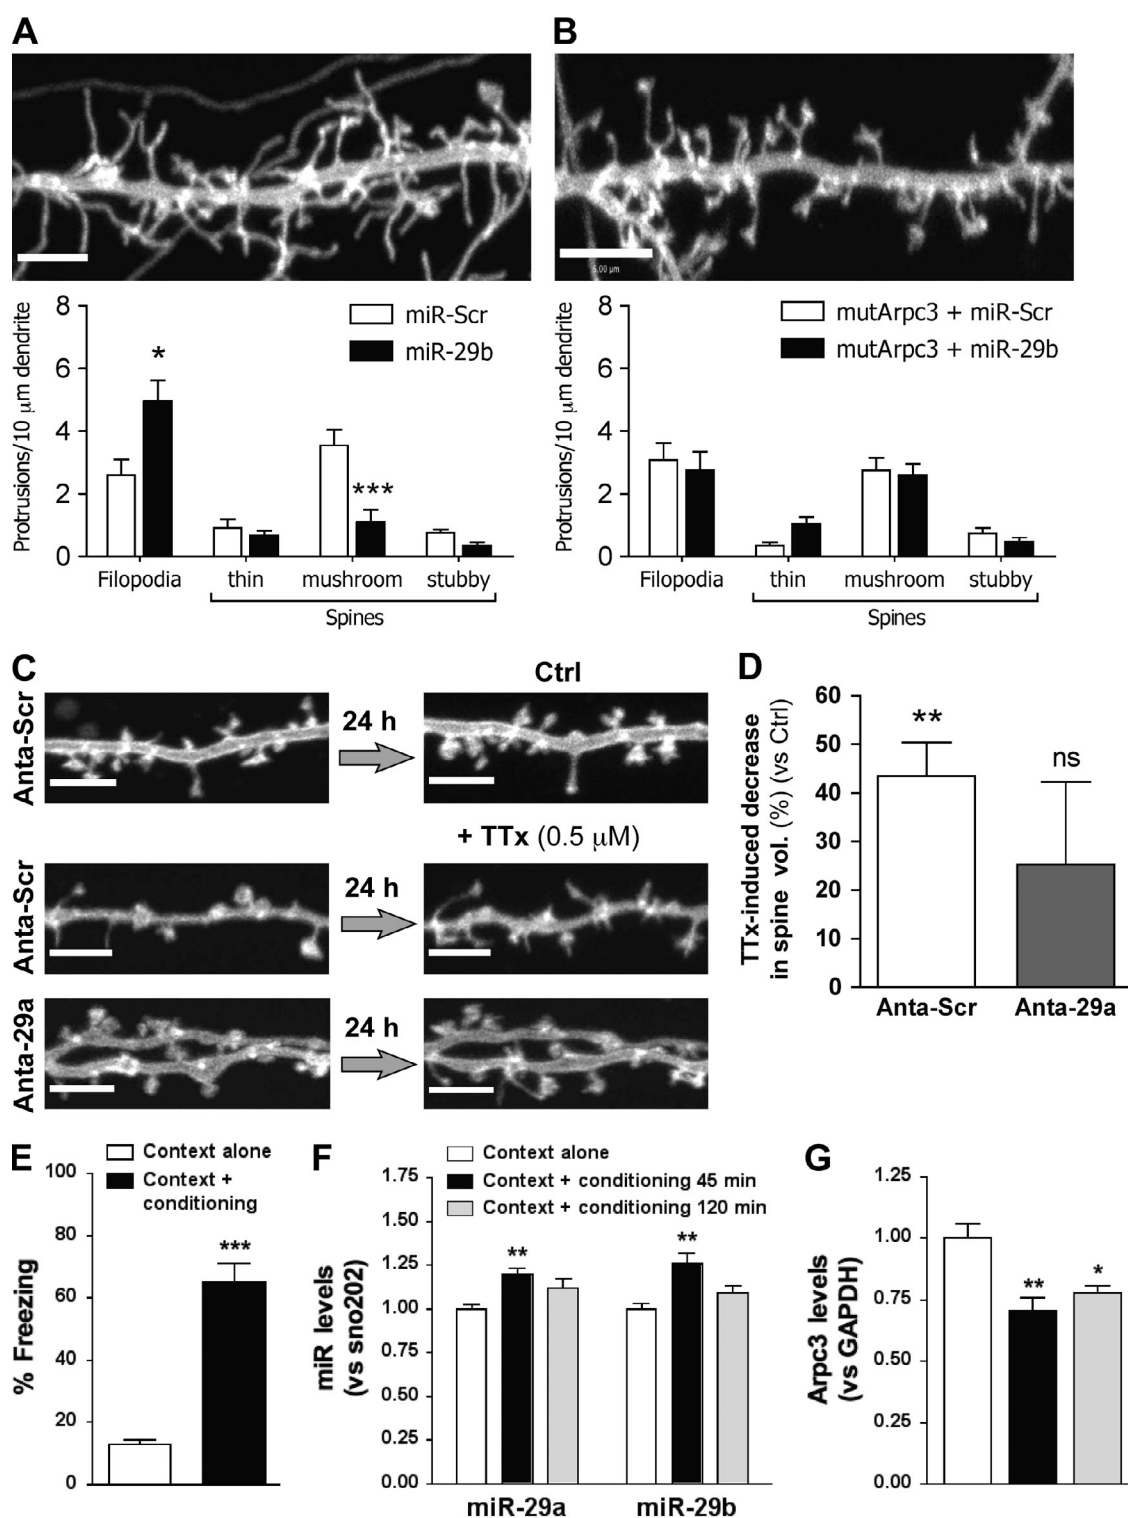 A
B
5.00 µm
Protrusions/10 µm dendrite
8
6
4
2
0
miR-Scr
miR-29b
*
***
Filopodia
thin
mushroom
stubby
Spines
Protrusions/10 µm dendrite
8
6
4
2
0
mutArpc3 + miR-Scr
mutArpc3 + miR-29b
Filopodia
thin
mushroom
stubby
Spines
C
Ctrl
Anta-Scr
24 h
+ TTx (0.5 µM)
Anta-Scr
24 h
Anta-29a
24 h
D
TTx-induced decrease
in spine vol. (%) (vs Ctrl)
60
50
40
30
20
10
0
**
ns
Anta-Scr
Anta-29a
E
Context alone
Context +
conditioning
% Freezing
100
80
60
40
20
0
***
F
Context alone
Context + conditioning 45 min
Context + conditioning 120 min
miR levels
(vs sno202)
1.75
1.50
1.25
1.00
0.75
0.50
0.25
0.00
**
**
miR-29a
miR-29b
G
Arpc3 levels
(vs GAPDH)
1.25
1.00
0.75
0.50
0.25
0.00
**
*